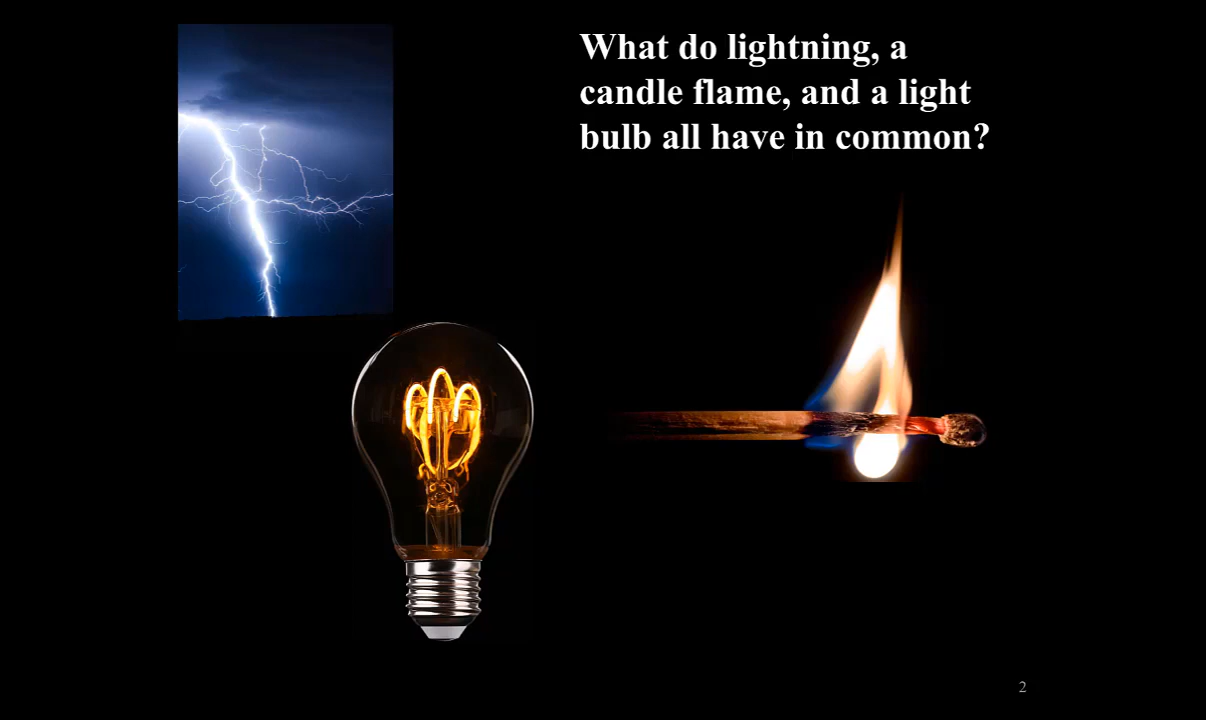 What do lightning, a
candle flame, and a light
bulb all have in common?
2